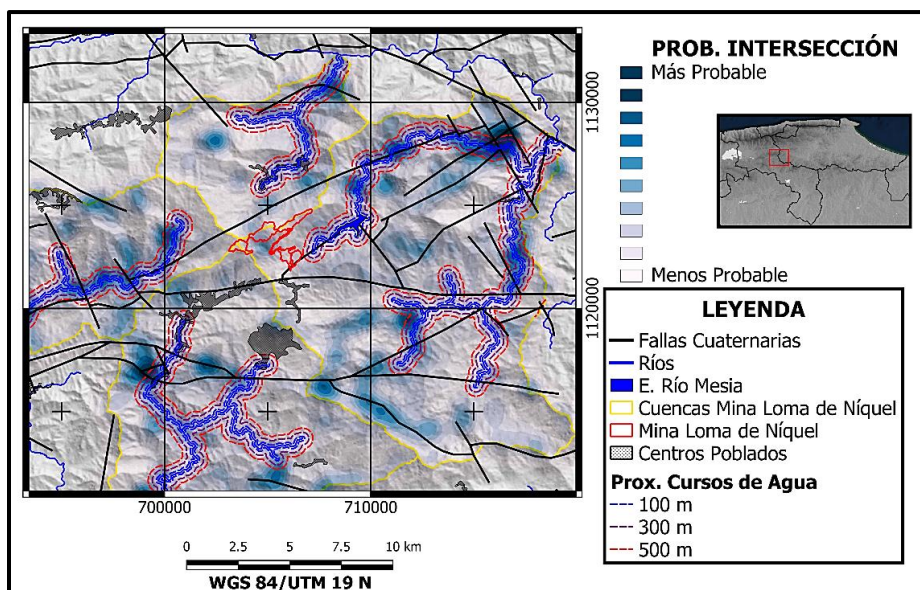 PROB. INTERSECCIÓN
Más Probable
Menos Probable
LEYENDA
Fallas Cuaternarias
Ríos
E. Río Mesia
Cuencas Mina Loma de Níquel
Mina Loma de Níquel
Centros Poblados
Prox. Cursos de Agua
100 m
300 m
500 m
1130000
1120000
700000
710000
0 2.5 5 7.5 10 km
WGS 84/UTM 19 N